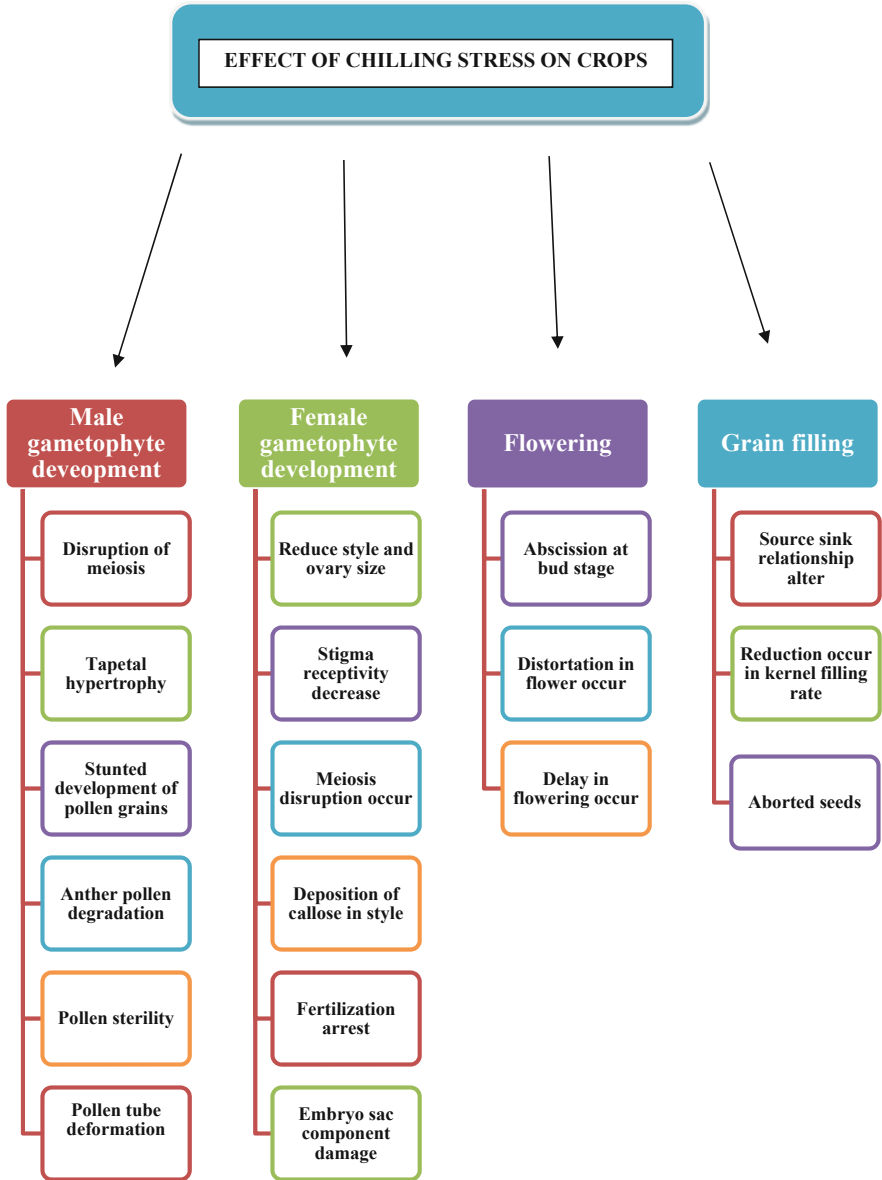 EFFECT OF CHILLING STRESS ON CROPS
Male
gametophyte
deveopment
Disruption of
meiosis
Tapetal
hypertrophy
Stunted
development of
pollen grains
Anther pollen
degradation
Pollen sterility
Pollen tube
deformation
Female
gametophyte
development
Reduce style and
ovary size
Stigma
receptivity
decrease
Meiosis
disruption occur
Deposition of
callose in style
Fertilization
arrest
Embryo sac
component
damage
Flowering
Abscission at
bud stage
Distortation in
flower occur
Delay in
flowering occur
Grain filling
Source sink
relationship
alter
Reduction occur
in kernel filling
rate
Aborted seeds